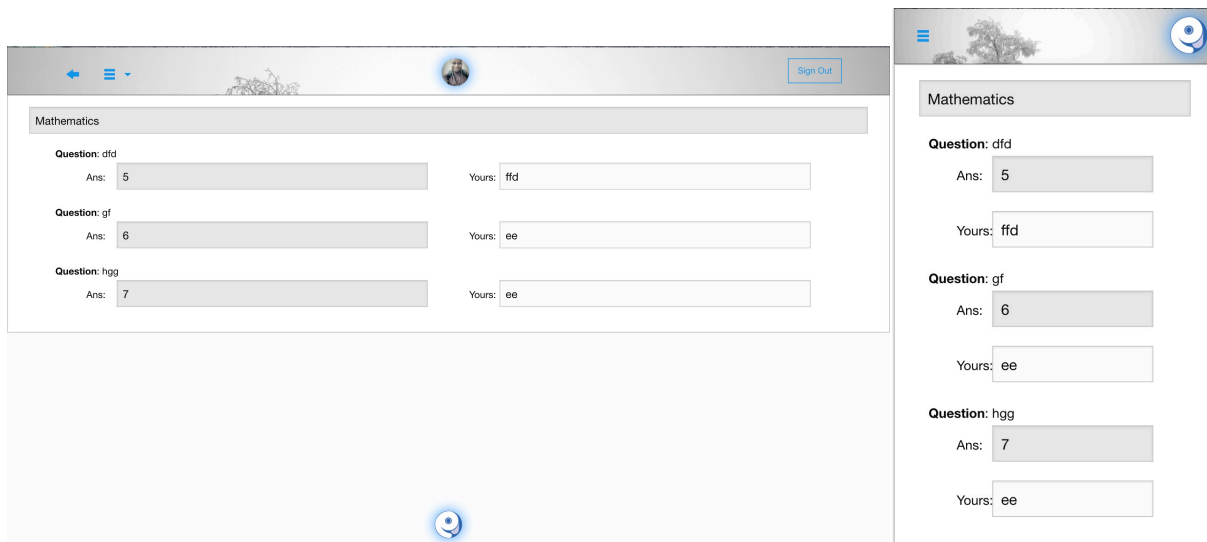 Sign Out
Mathematics
Question: dfd
Ans: 5 Yours: ffd
Question: gf
Ans: 6 Yours: ee
Question: hgg
Ans: 7 Yours: ee
Mathematics
Question: dfd
Ans: 5
Yours: ffd
Question: gf
Ans: 6
Yours: ee
Question: hgg
Ans: 7
Yours: ee